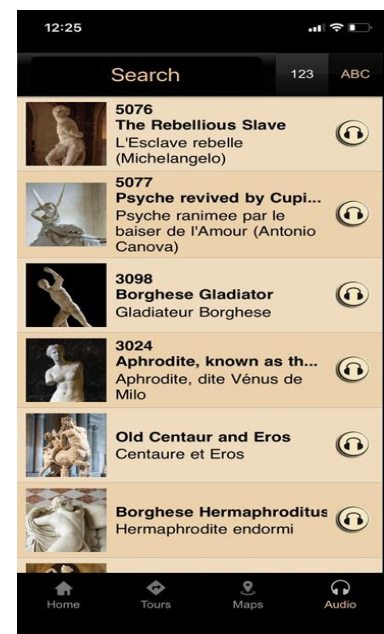 12:25
Search
123
ABC
5076
The Rebellious Slave
L'Esclave rebelle
(Michelangelo)
5077
Psyche revived by Cupi...
Psyche ranimee par le
baiser de l'Amour (Antonio
Canova)
3098
Borghese Gladiator
Gladiateur Borghese
3024
Aphrodite, known as th...
Aphrodite, dite Vénus de
Milo
Old Centaur and Eros
Centaure et Eros
Borghese Hermaphroditus
Hermaphrodite endormi
Home
Tours
Maps
Audio